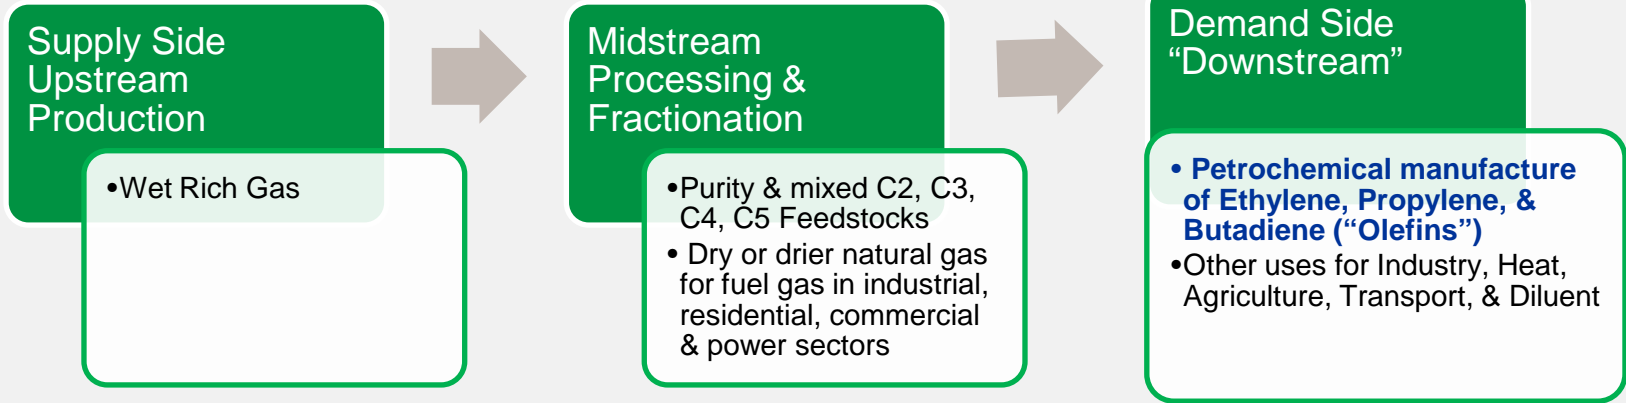 Supply Side
Upstream
Production
•Wet Rich Gas
Midstream
Processing &
Fractionation
•Purity & mixed C2, C3,
C4, C5 Feedstocks
• Dry or drier natural gas
for fuel gas in industrial,
residential, commercial
& power sectors
Demand Side
“Downstream”
• Petrochemical manufacture
of Ethylene, Propylene, &
Butadiene (“Olefins”)
•Other uses for Industry, Heat,
Agriculture, Transport, & Diluent